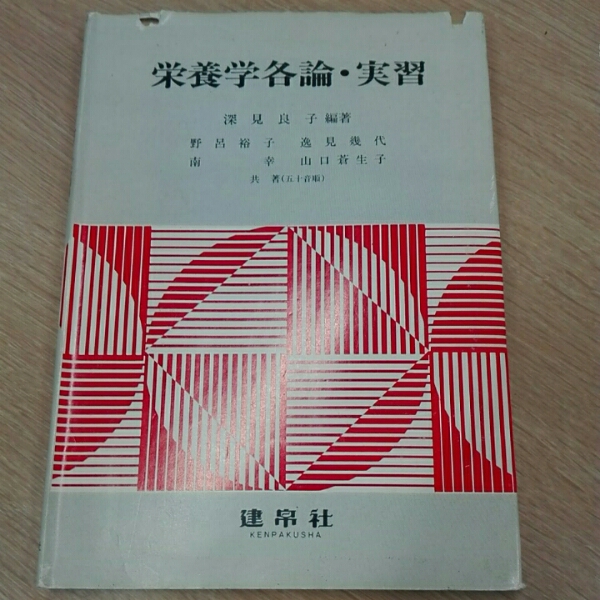 栄養学各論・実習
深見良子編著
野呂裕子 逸見幾代
南 幸 山口蒼生子
共著(五十音順)
建帛社
KENPAKUSHA